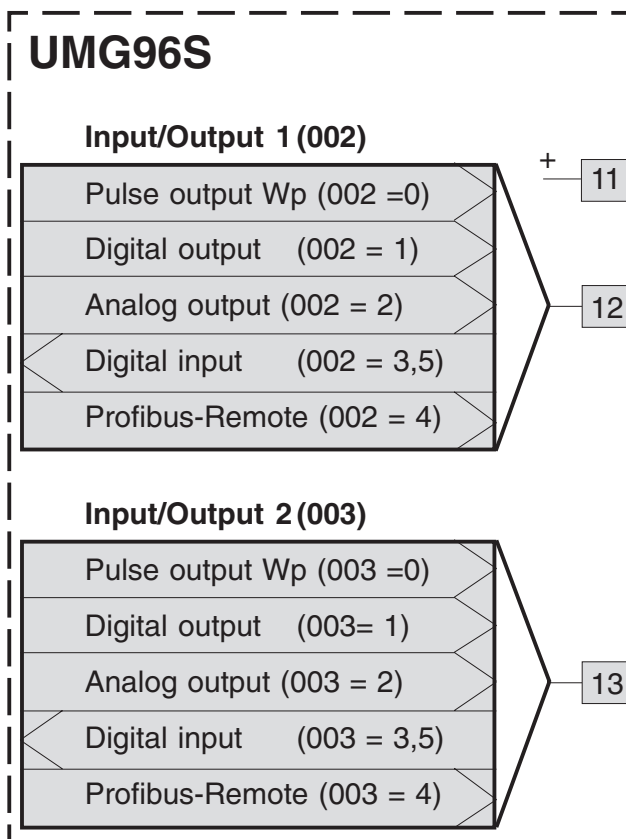 UMG96S
Input/Output 1 (002)
+
11
Pulse output Wp (002 =0)
Digital output (002 = 1)
Analog output (002 = 2)
12
Digital input (002 = 3,5)
Profibus-Remote (002 = 4)
Input/Output 2 (003)
Pulse output Wp (003 =0)
Digital output (003= 1)
Analog output (003 = 2)
13
Digital input (003 = 3,5)
Profibus-Remote (003 = 4)